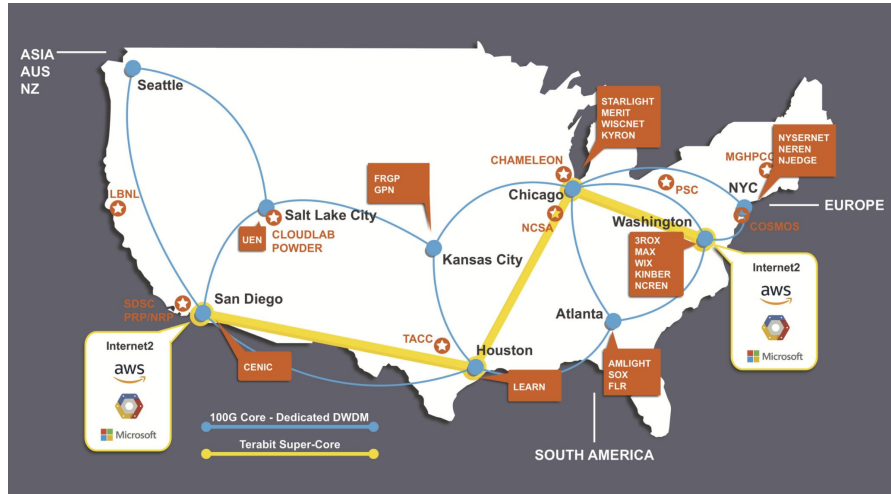 ASIA
AUS
NZ
Seattle
STARLIGHT
MERIT
WISCNET
KYRON
NYSERNET
NEREN
NJEDGE
CHAMELEON
MGHPCC
FRGP
GPN
PSC
LBNL
Chicago
NYC
EUROPE
Salt Lake City
NCSA
Washington
COSMOS
UEN
CLOUDLAB
POWDER
Kansas City
3ROX
MAX
WIX
KINBER
NCREN
Internet2
aws
Microsoft
SDSC
PRP/NRP
San Diego
Atlanta
TACC
Houston
Internet2
aws
Microsoft
CENIC
LEARN
AMLIGHT
SOX
FLR
100G Core - Dedicated DWDM
Terabit Super-Core
SOUTH AMERICA